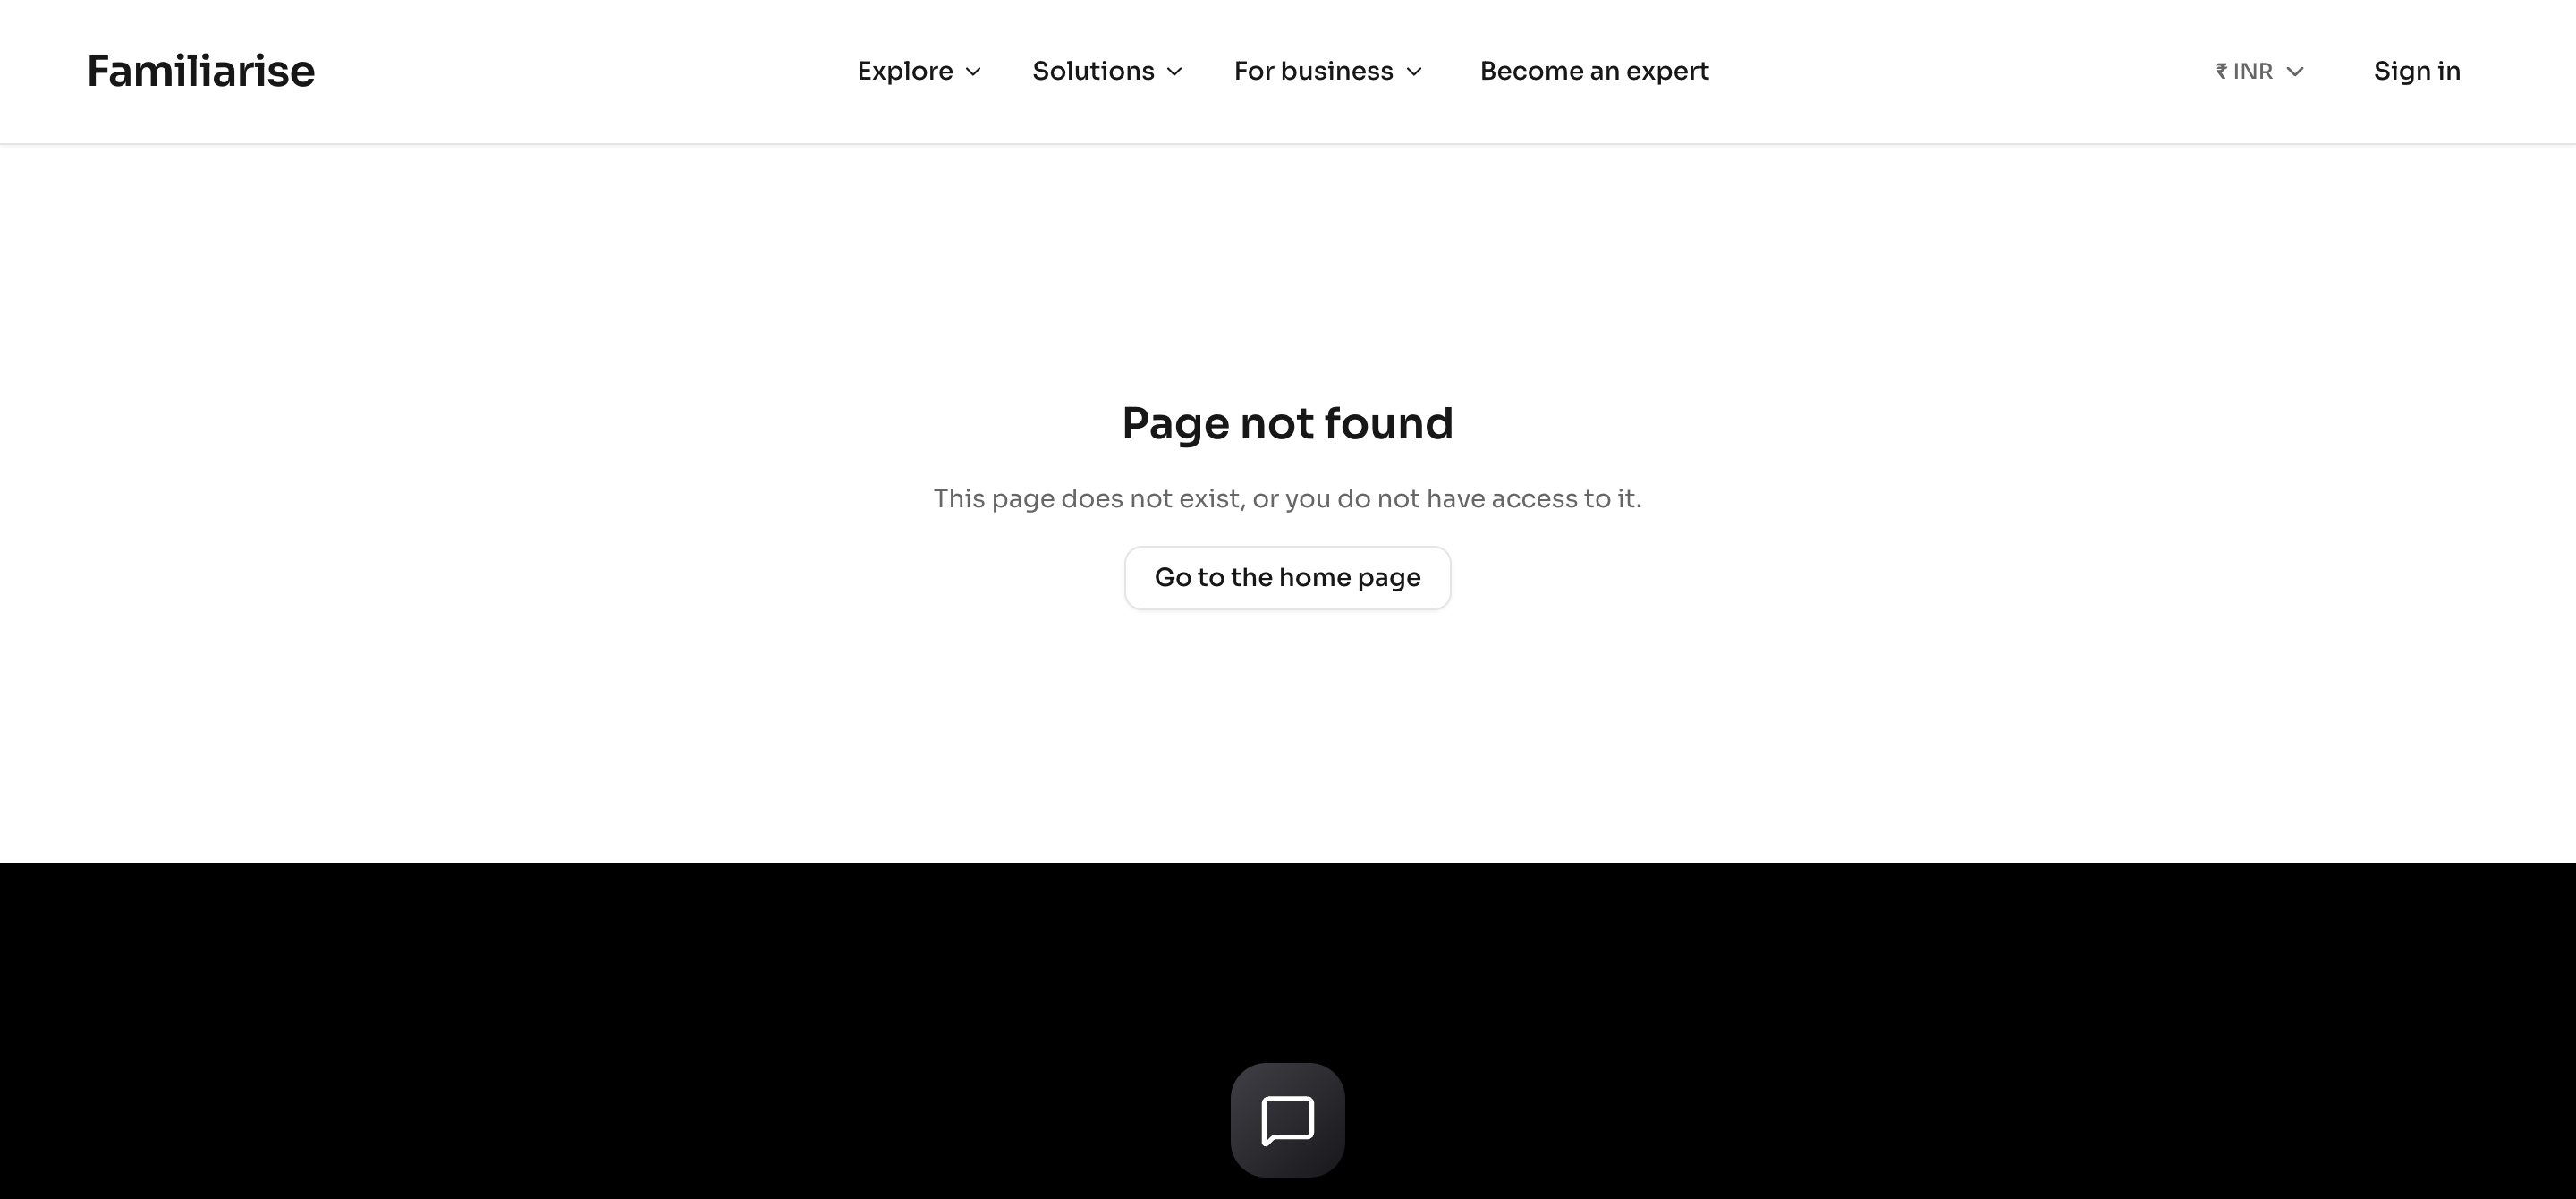 Familiarise
Explore
Solutions
For business
Become an expert
₹ INR
Sign in
Page not found
This page does not exist, or you do not have access to it.
Go to the home page